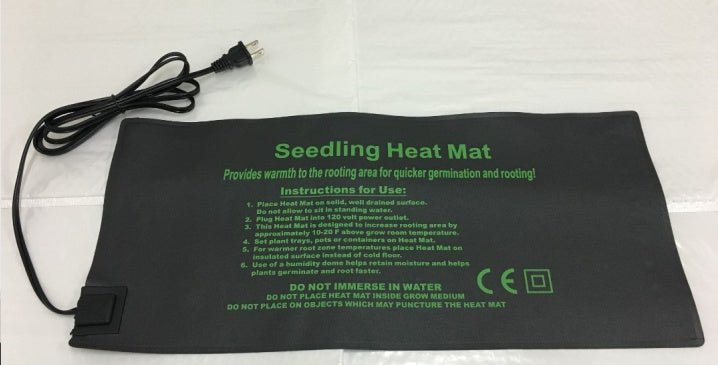 Seedling Heat Mat
Provides warmth to the rooting area for quicker germination and rooting!
Instructions for Use:
1. Place Heat Mat on solid, well drained surface.
Do not allow to sit in standing water.
2. Plug Heat Mat into 120 volt power outlet.
3. This Heat Mat is designed to increase rooting area by
approximately 10-20 F above grow room temperature.
4. Set plant trays, pots or containers on Heat Mat.
5. For warmer root zone temperatures place Heat Mat on
insulated surface instead of cold floor.
6. Use of a humidity dome helps retain moisture and helps
plants germinate and root faster.
DO NOT IMMERSE IN WATER
DO NOT PLACE HEAT MAT INSIDE GROW MEDIUM
DO NOT PLACE ON OBJECTS WHICH MAY PUNCTURE THE HEAT MAT
CE